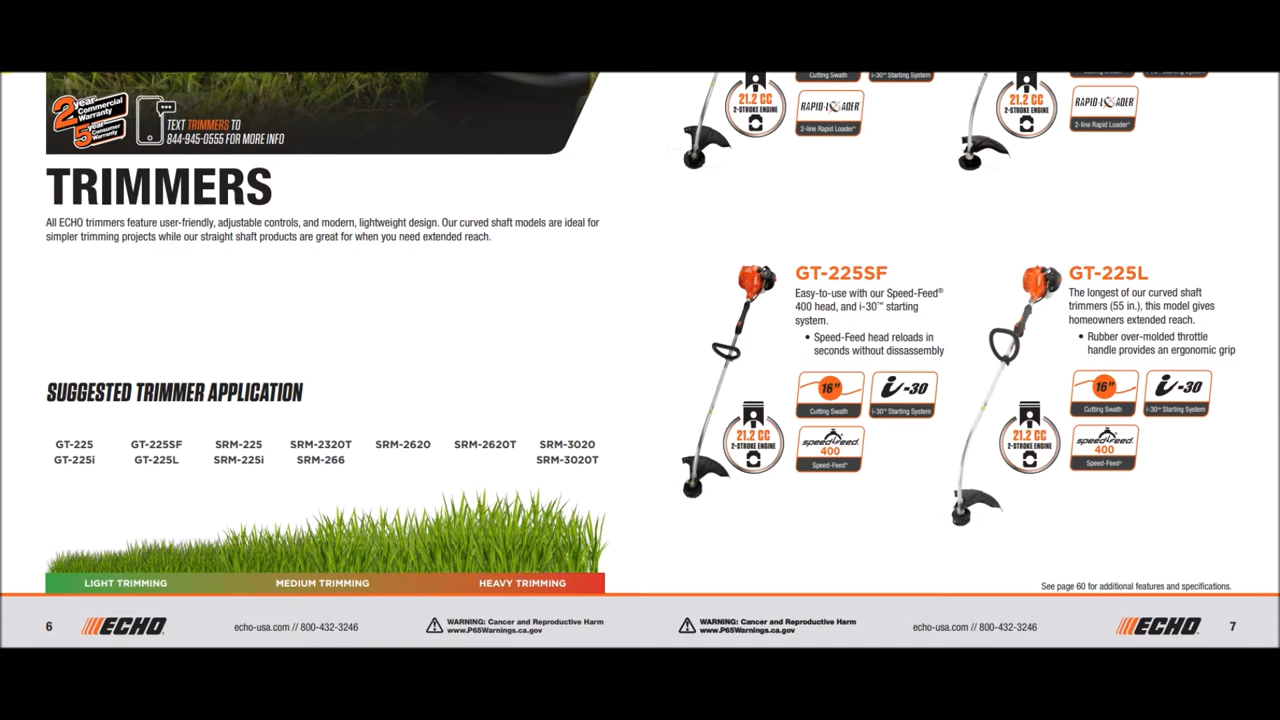 2 year Commercial Warranty
5 year Consumer Warranty
TEXT TRIMMERS TO
844-945-0555 FOR MORE INFO
TRIMMERS
All ECHO trimmers feature user-friendly, adjustable controls, and modern, lightweight design. Our curved shaft models are ideal for
simpler trimming projects while our straight shaft products are great for when you need extended reach.
SUGGESTED TRIMMER APPLICATION
GT-225 GT-225SF SRM-225 SRM-2320T SRM-2620 SRM-2620T SRM-3020
GT-225i GT-225L SRM-225i SRM-266 SRM-3020T
LIGHT TRIMMING MEDIUM TRIMMING HEAVY TRIMMING
6 ECHO echo-usa.com // 800-432-3246 WARNING: Cancer and Reproductive Harm
www.P65Warnings.ca.gov
Cutting Swath i-30™ Starting System
21.2 CC
2-STROKE ENGINE
RAPID-LOADER
2-line Rapid Loader®
21.2 CC
2-STROKE ENGINE
RAPID-LOADER
2-line Rapid Loader®
GT-225SF
Easy-to-use with our Speed-Feed®
400 head, and i-30™ starting
system.
• Speed-Feed head reloads in
seconds without disassembly
16" i-30
Cutting Swath i-30™ Starting System
21.2 CC
2-STROKE ENGINE
speed feed.
400
Speed-Feed®
GT-225L
The longest of our curved shaft
trimmers (55 in.), this model gives
homeowners extended reach.
• Rubber over-molded throttle
handle provides an ergonomic grip
16" i-30
Cutting Swath i-30™ Starting System
21.2 CC
2-STROKE ENGINE
speed feed.
400
Speed-Feed®
See page 60 for additional features and specifications.
WARNING: Cancer and Reproductive Harm
www.P65Warnings.ca.gov
echo-usa.com // 800-432-3246 ECHO 7